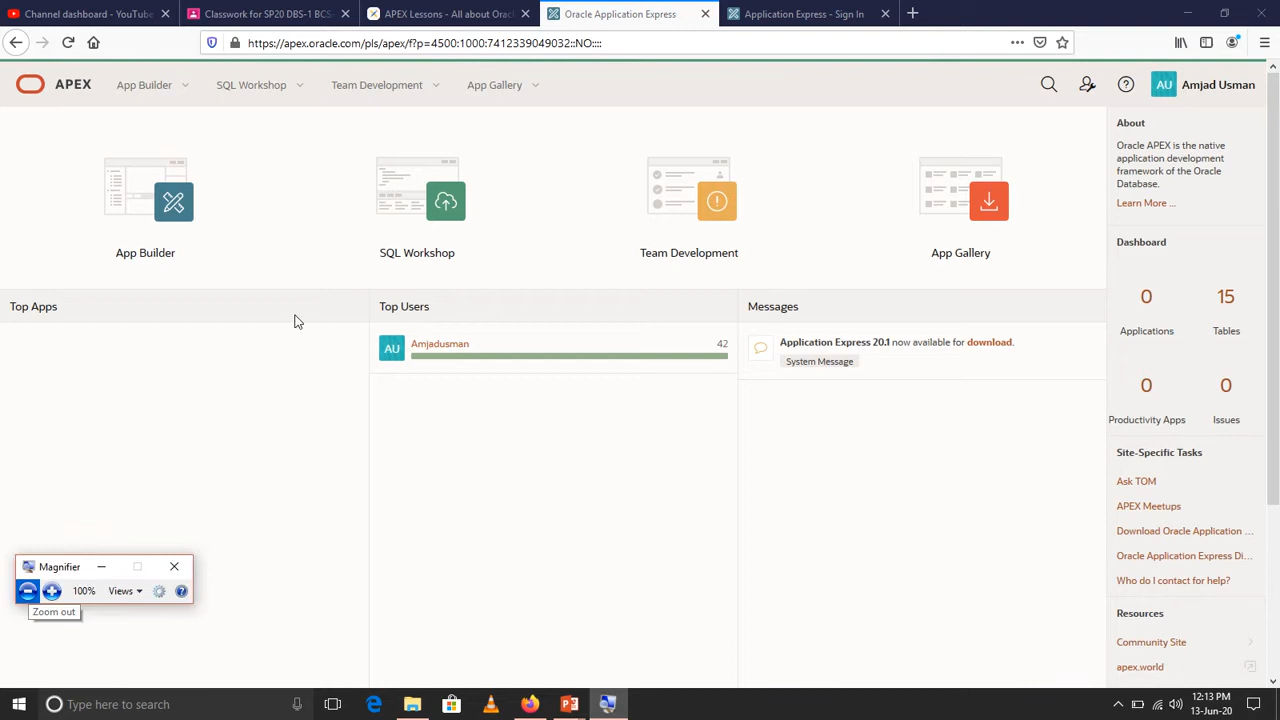 Channel dashboard - YouTube
Classwork for SP20 DBS-1 BCS-
APEX Lessons - All about Oracle
Oracle Application Express
Application Express - Sign In
https://apex.oracle.com/pls/apex/f?p=4500:1000:7412339049032::NO::::
APEX
App Builder
SQL Workshop
Team Development
App Gallery
AU
Amjad Usman
App Builder
SQL Workshop
Team Development
App Gallery
About
Oracle APEX is the native
application development
framework of the Oracle
Database.
Learn More ...
Dashboard
0
15
Applications
Tables
0
0
Productivity Apps
Issues
Site-Specific Tasks
Ask TOM
APEX Meetups
Download Oracle Application ...
Oracle Application Express Di...
Who do I contact for help?
Resources
Community Site
apex.world
Top Apps
Top Users
AU
Amjadusman
42
Messages
Application Express 20.1 now available for download.
System Message
Magnifier
100%
Views
Zoom out
Type here to search
12:13 PM
13-Jun-20